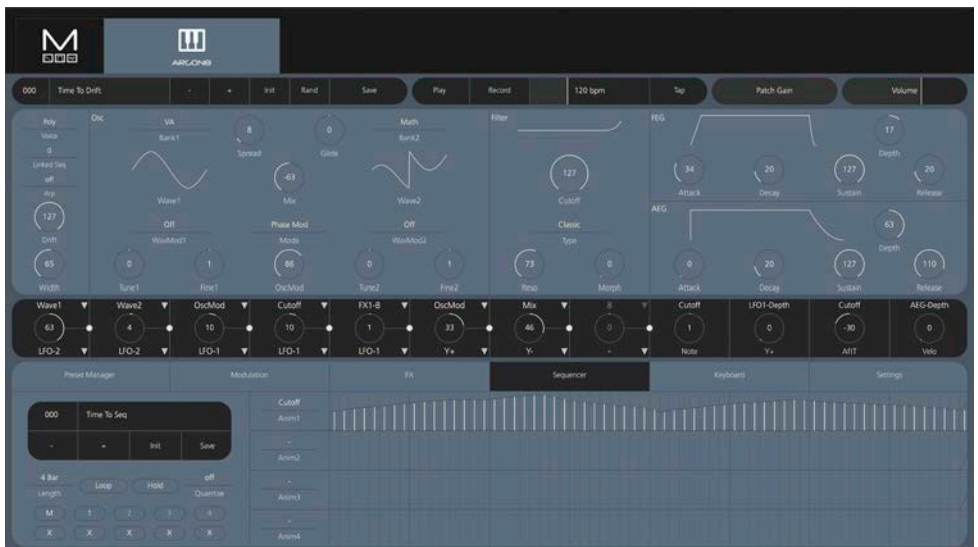 M
ARGON8
000 Time To Drift - + Init Rand Save Play Record 120 bpm Tap Patch Gain Volume
Poly Osc VA 8 0 Math Filter FEG 17
Voice Bank1 Spread Glide Bank2 Depth
0
Linked Seq
off -63 127 34 20 127 20
Arp Wave1 Mix Wave2 Cutoff Attack Decay Sustain Release
127 Off Phase Mod Off Classic AEG 63
Drift WavMod1 Mods WavMod2 Type Depth
65 0 1 86 0 1 73 0 0 20 127 110
Width Tune1 Fine1 OscMod Tune2 Fine2 Reso Morph Attack Decay Sustain Release
Wave1 Wave2 OscMod Cutoff FX1-B OscMod Mix 8 Cutoff LFO1-Depth Cutoff AEG-Depth
63 4 10 10 1 33 46 0 1 0 -30 0
LFO-2 LFO-2 LFO-1 LFO-1 LFO-1 Y+ Y- - Note Y+ AftT Velo
Preset Manager Modulation FX Sequencer Keyboard Settings
000 Time To Seq
- + Init Save
4 Bar Loop Hold off
Length Quantise
M 1 2 3 4
X X X X X
Cutoff
Anim1
-
Anim2
-
Anim3
-
Anim4